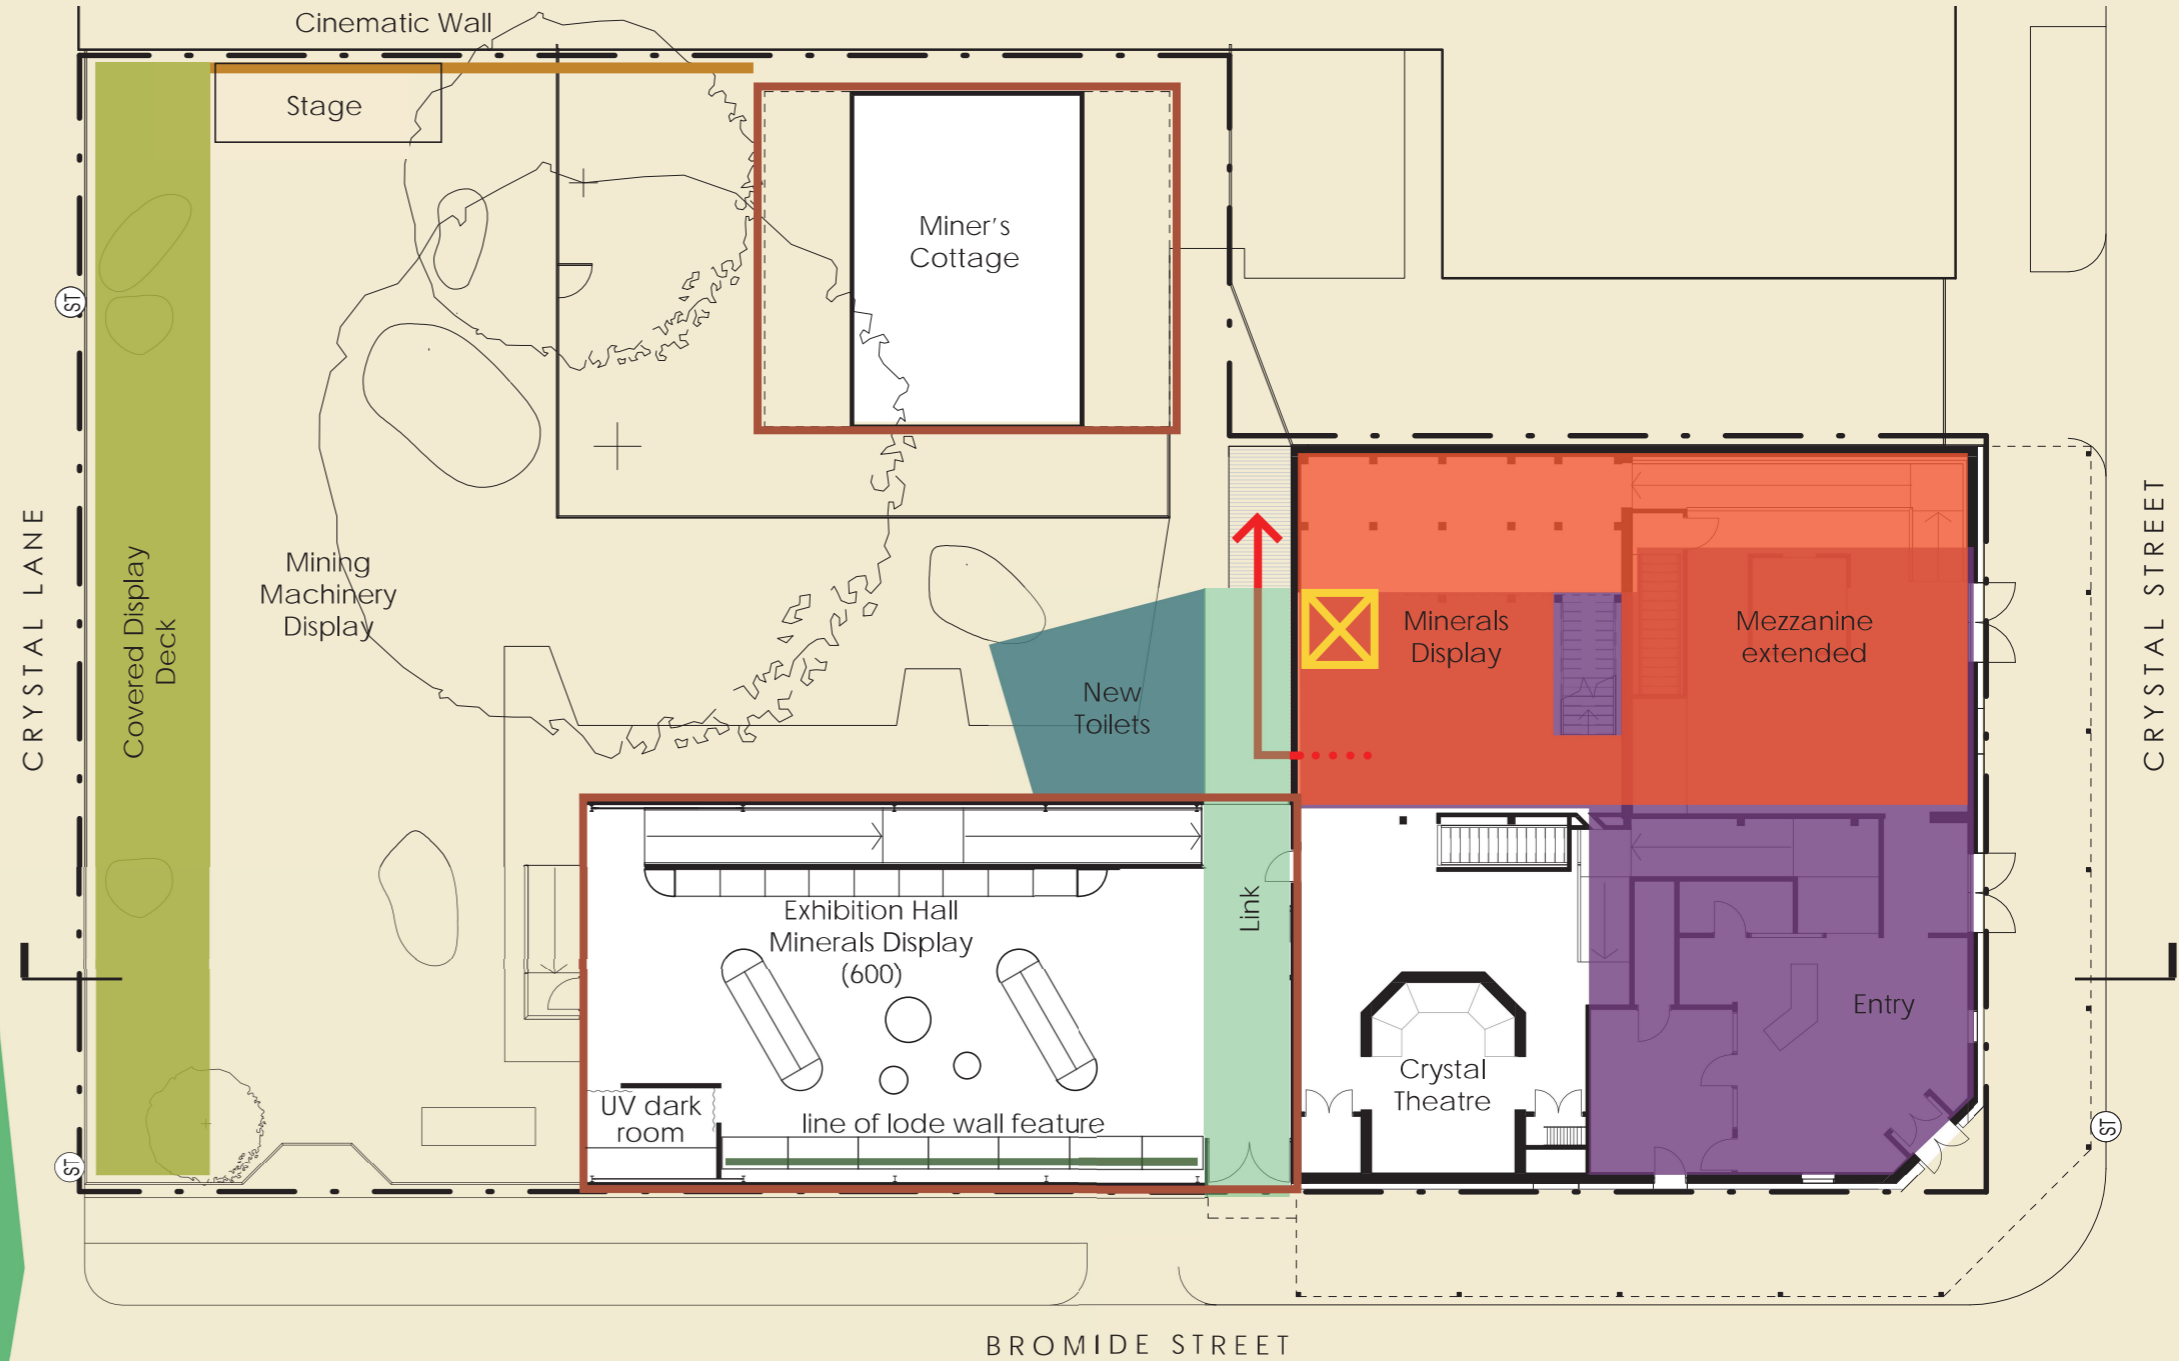 Cinematic Wall
Stage
Miner's
Cottage
ST
CRYSTAL LANE
Covered Display
Deck
Mining
Machinery
Display
New
Toilets
Minerals
Display
Mezzanine
extended
CRYSTAL STREET
Exhibition Hall
Minerals Display
(600)
Link
Entry
Crystal
Theatre
UV dark
room
line of lode wall feature
ST
ST
BROMIDE STREET